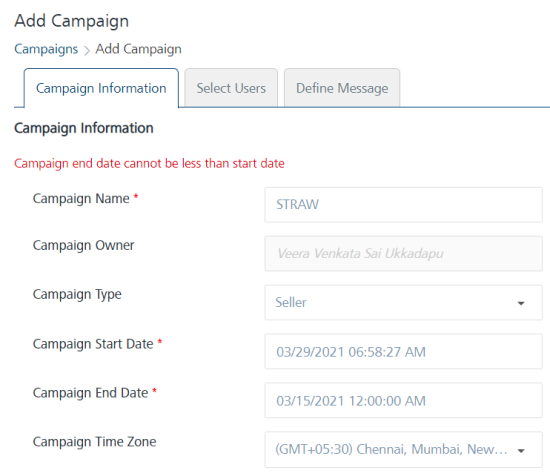 Add Campaign
Campaigns > Add Campaign
Campaign Information Select Users Define Message
Campaign Information
Campaign end date cannot be less than start date
Campaign Name * STRAW
Campaign Owner Veera Venkata Sai Ukkadapu
Campaign Type Seller
Campaign Start Date * 03/29/2021 06:58:27 AM
Campaign End Date * 03/15/2021 12:00:00 AM
Campaign Time Zone (GMT+05:30) Chennai, Mumbai, New...